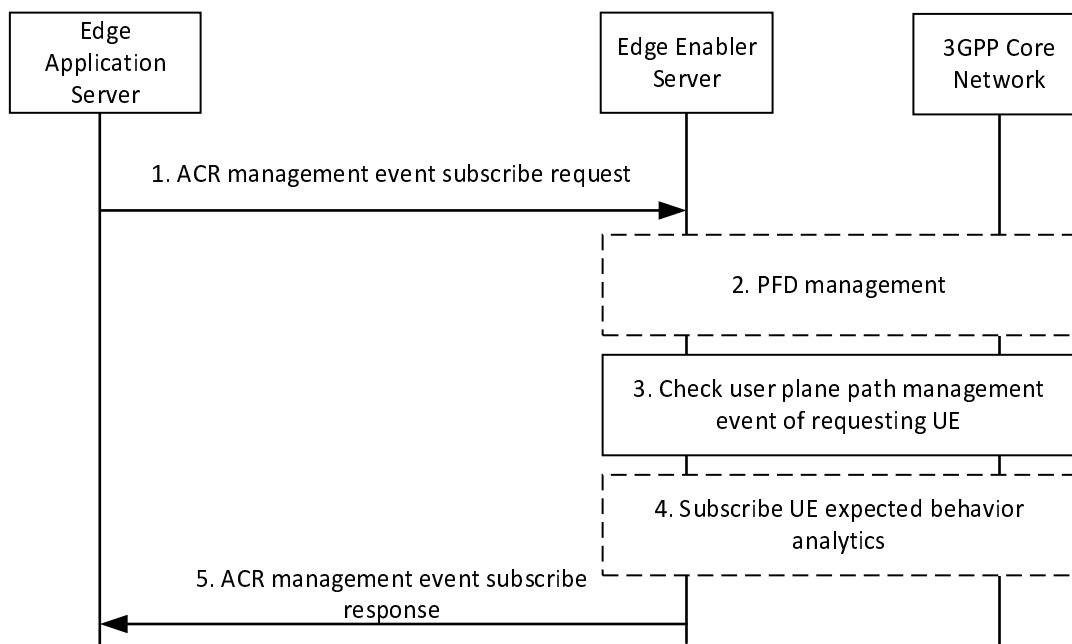 Edge
Application
Server
Edge Enabler
Server
3GPP Core
Network
1. ACR management event subscribe request
2. PFD management
3. Check user plane path management
event of requesting UE
4. Subscribe UE expected behavior
analytics
5. ACR management event subscribe
response